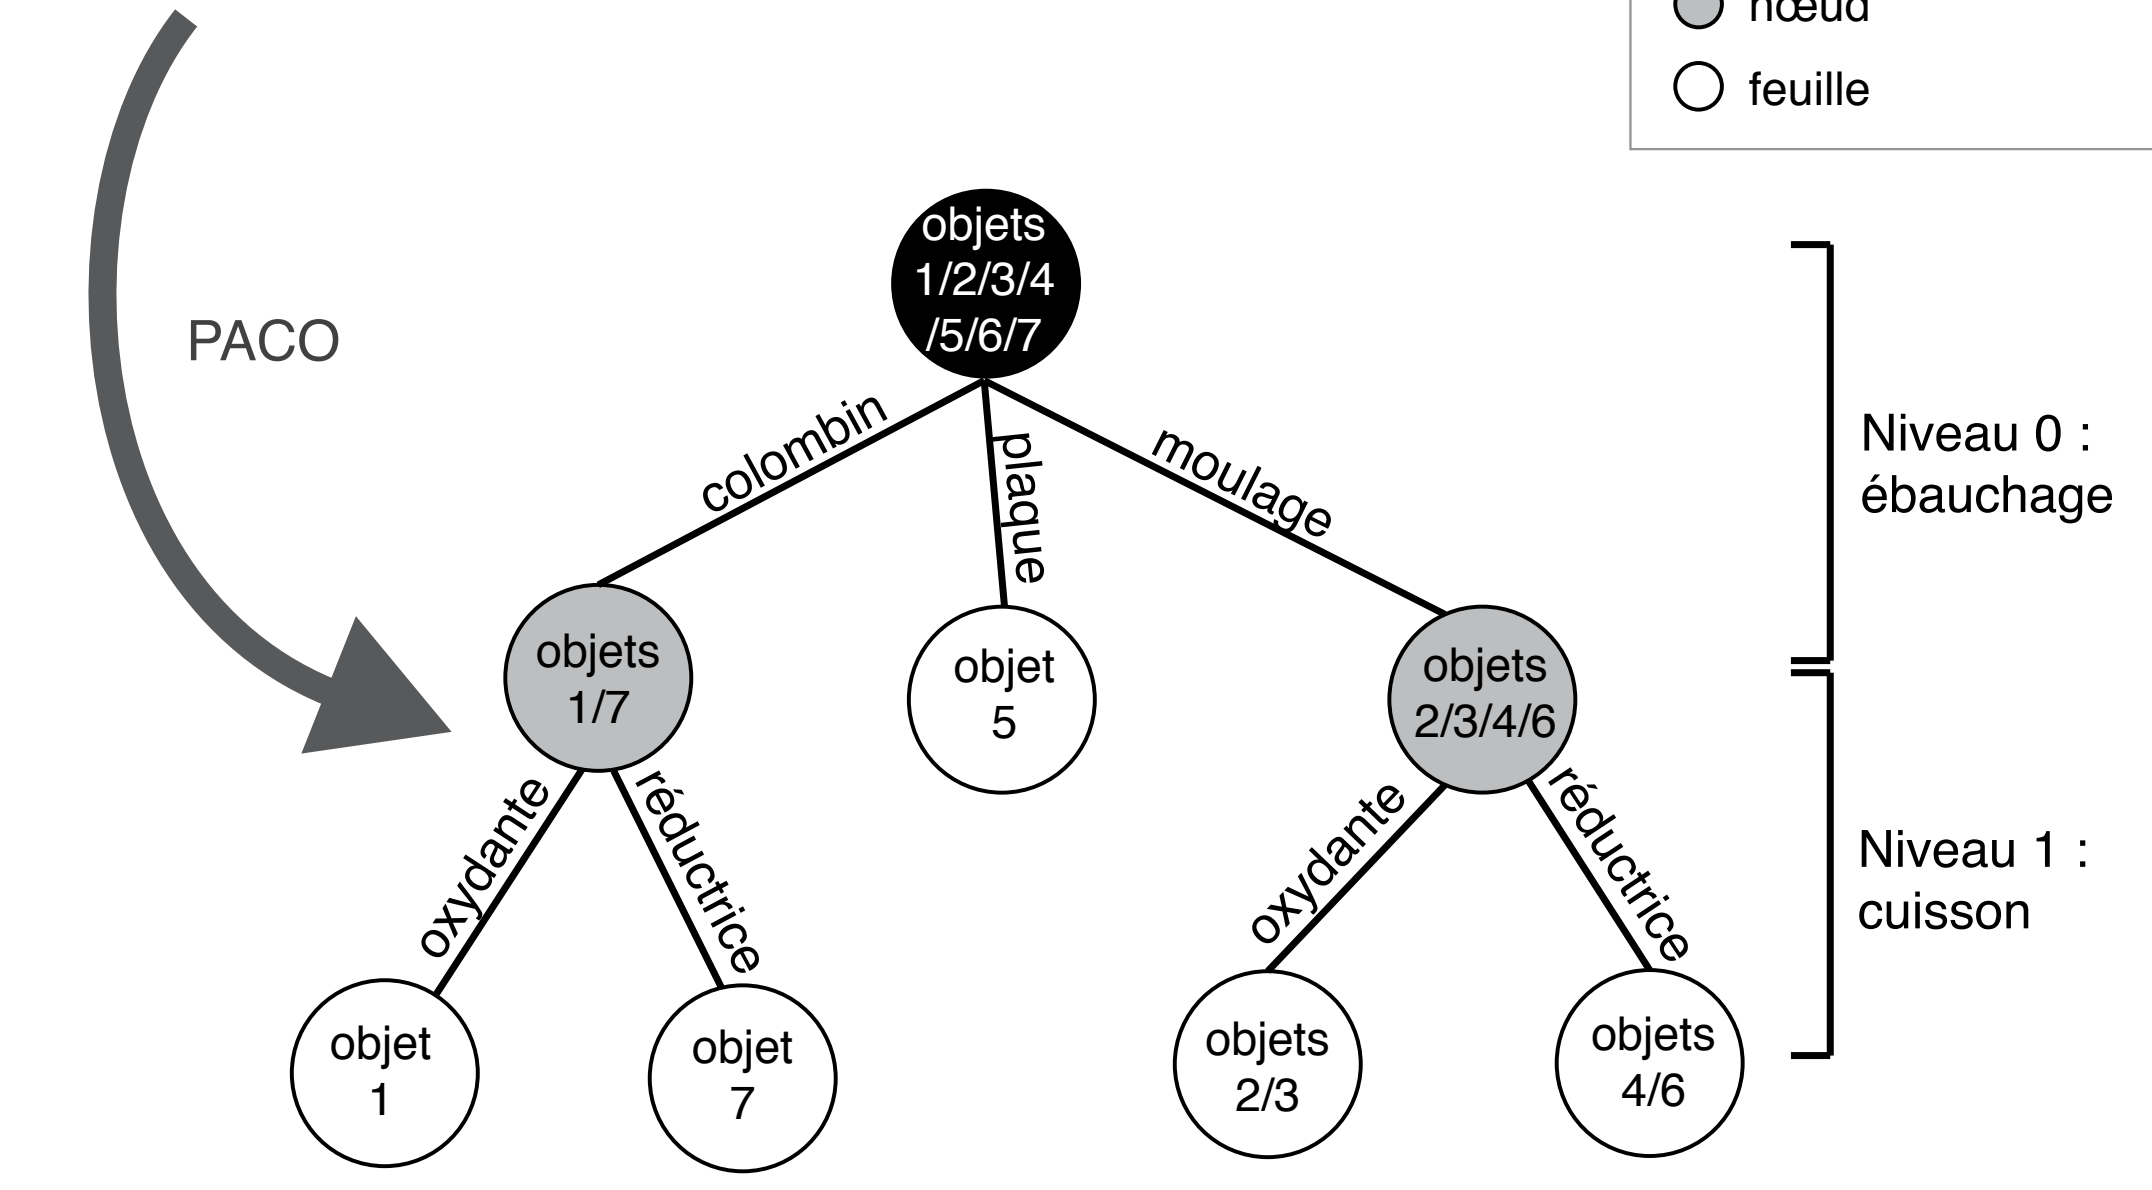 nœud
feuille
objets
1/2/3/4
/5/6/7
PACO
colombin
plaque
moulage
Niveau 0 :
ébauchage
objets
1/7
objet
5
objets
2/3/4/6
oxydante
réductrice
oxydante
réductrice
Niveau 1 :
cuisson
objet
1
objet
7
objets
2/3
objets
4/6